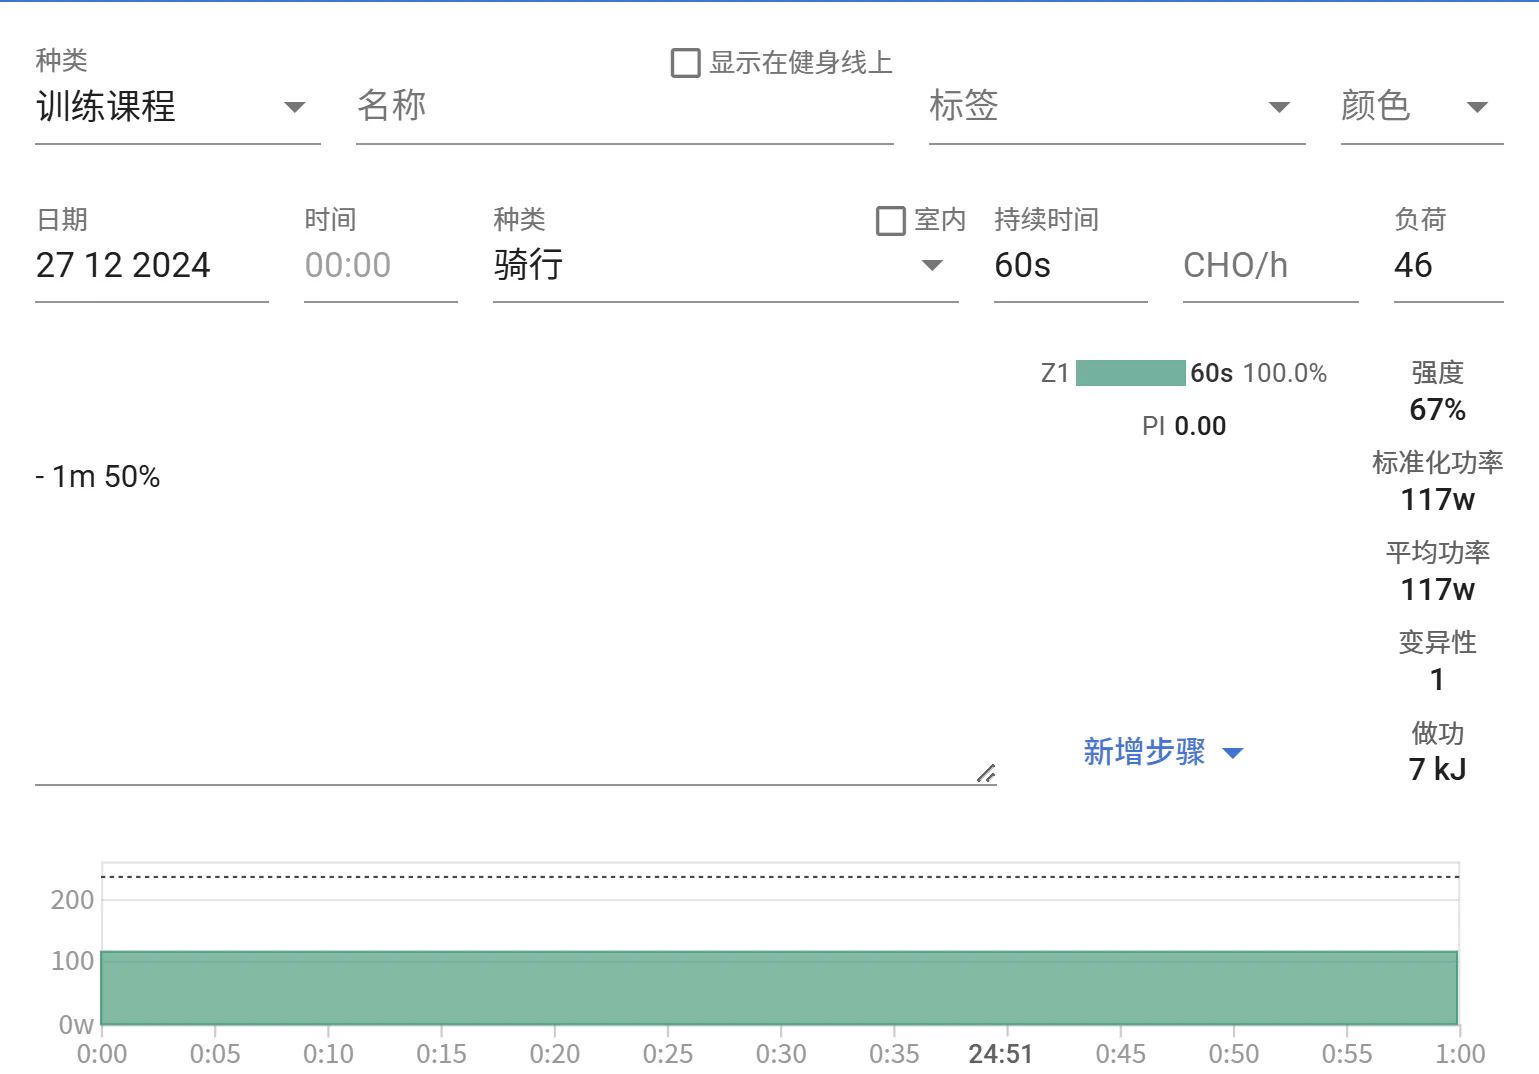 种类
显示在健身线上
训练课程
名称
标签
颜色
日期
时间
种类
室内
持续时间
负荷
27 12 2024
00:00
骑行
60s
CHO/h
46
Z1 60s 100.0%
PI 0.00
强度
67%
标准化功率
117w
平均功率
117w
变异性
1
做功
7 kJ
- 1m 50%
新增步骤
200
100
0w
0:00 0:05 0:10 0:15 0:20 0:25 0:30 0:35 24:51 0:45 0:50 0:55 1:00